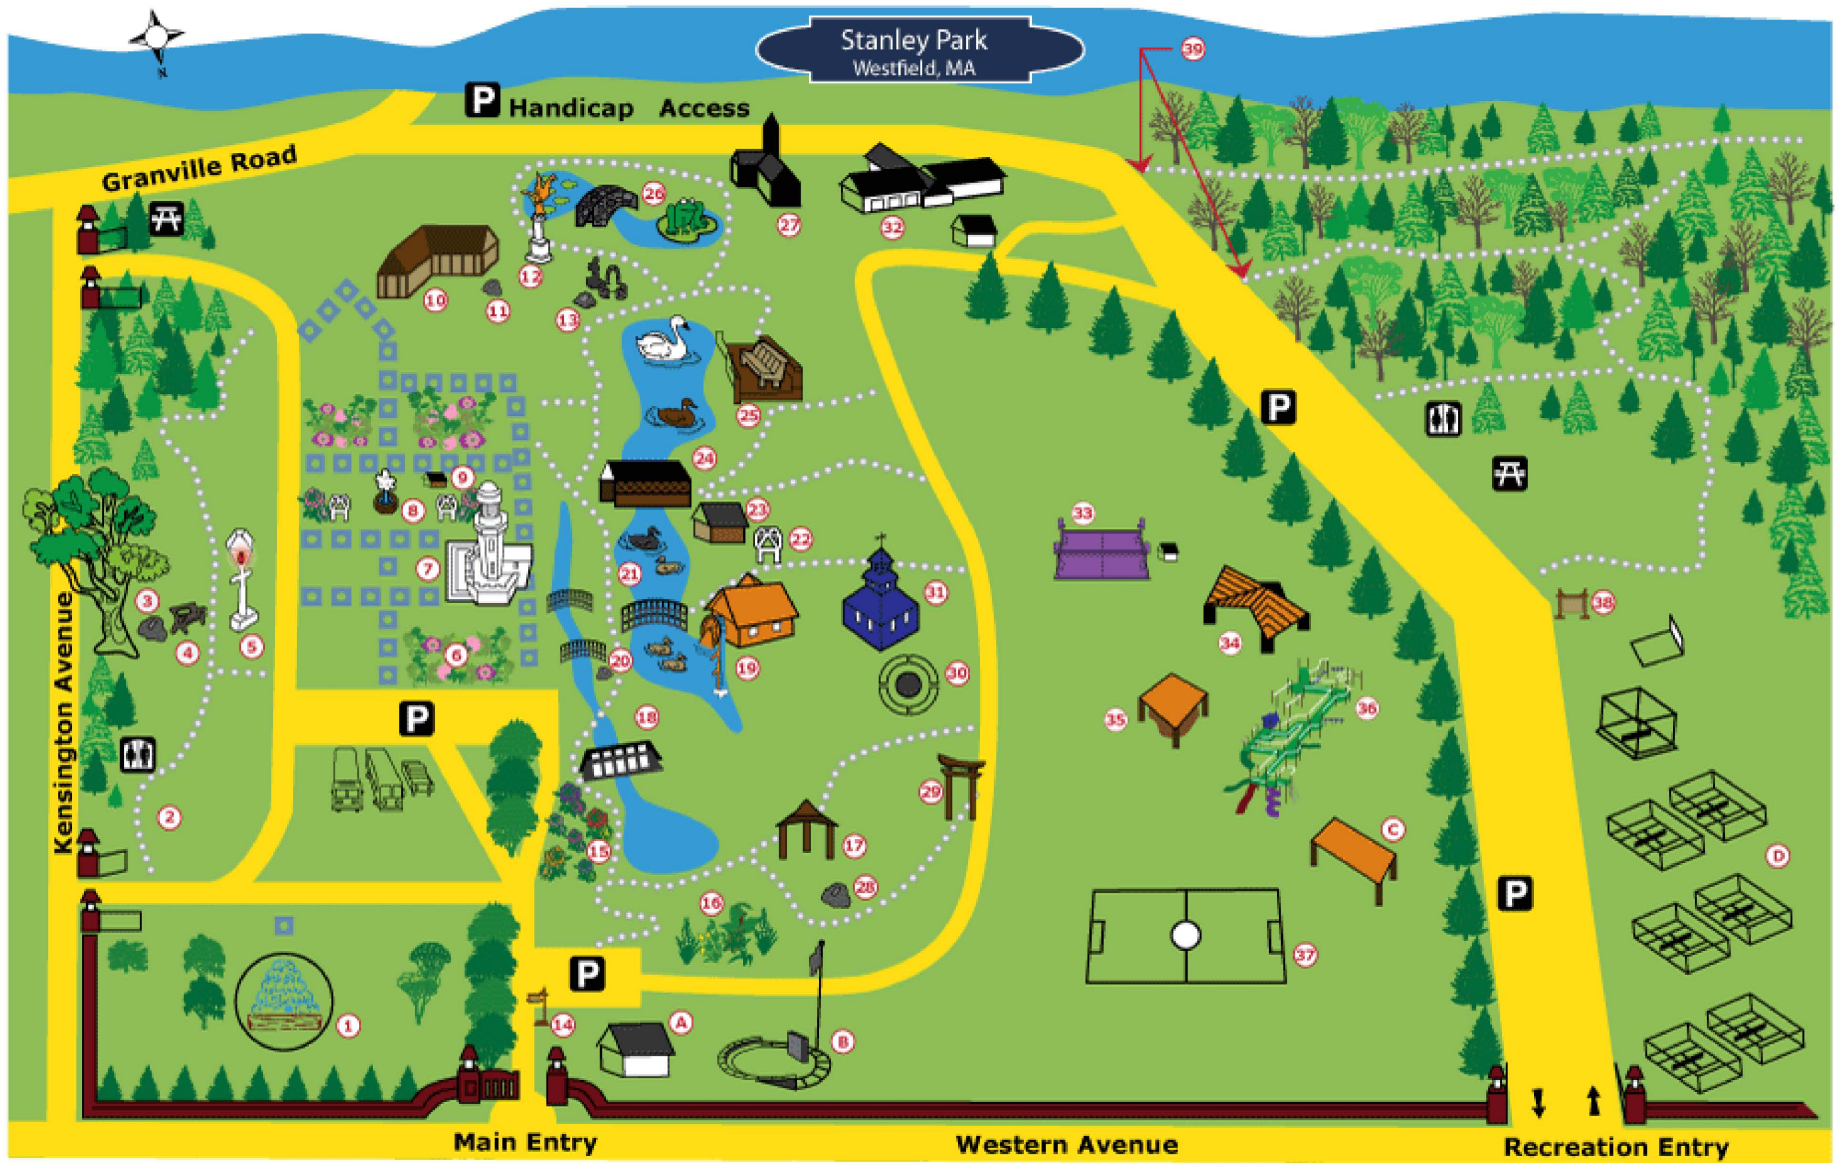 Stanley Park
Westfield, MA
39
N
P Handicap Access
Granville Road
26
27
32
12
10
11
13
P
25
24
9
8
23
33
22
7
21
31
3
38
34
4
5
6
20
19
30
Kensington Avenue
35
36
P
18
29
2
17
C
15
D
28
P
16
37
P
1
14
A
B
Main Entry
Western Avenue
Recreation Entry